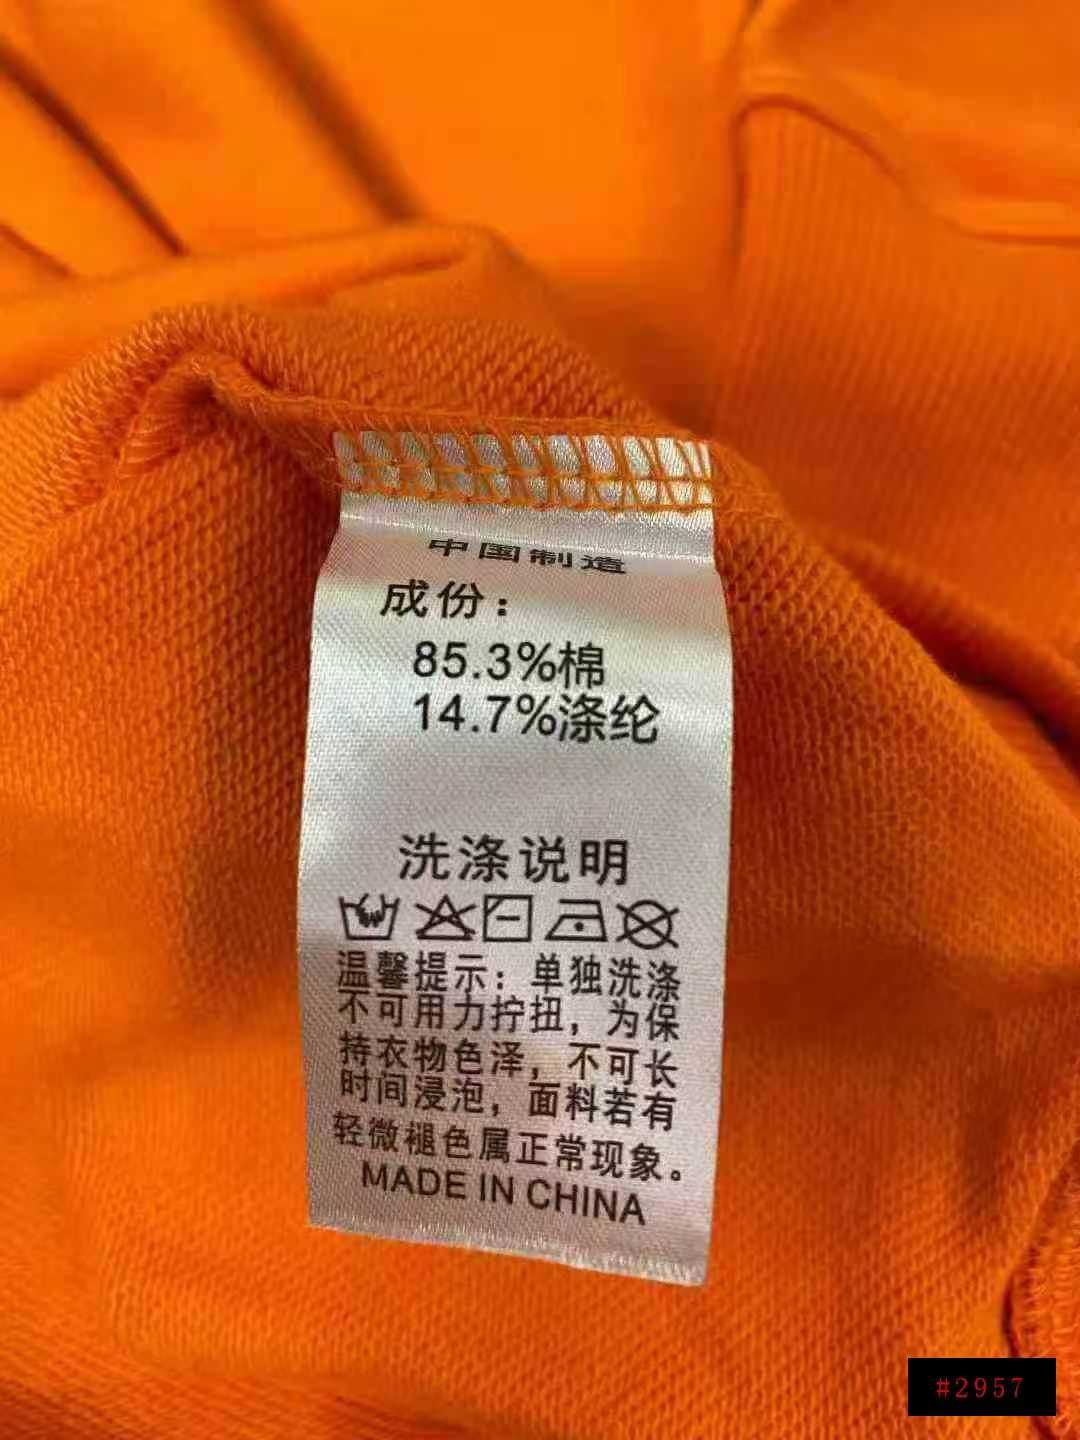 中国制造
成份：
85.3%棉
14.7%涤纶
洗涤说明
温馨提示：单独洗涤
不可用力拧扭，为保
持衣物色泽，不可长
时间浸泡，面料若有
轻微褪色属正常现象。
MADE IN CHINA
#2957